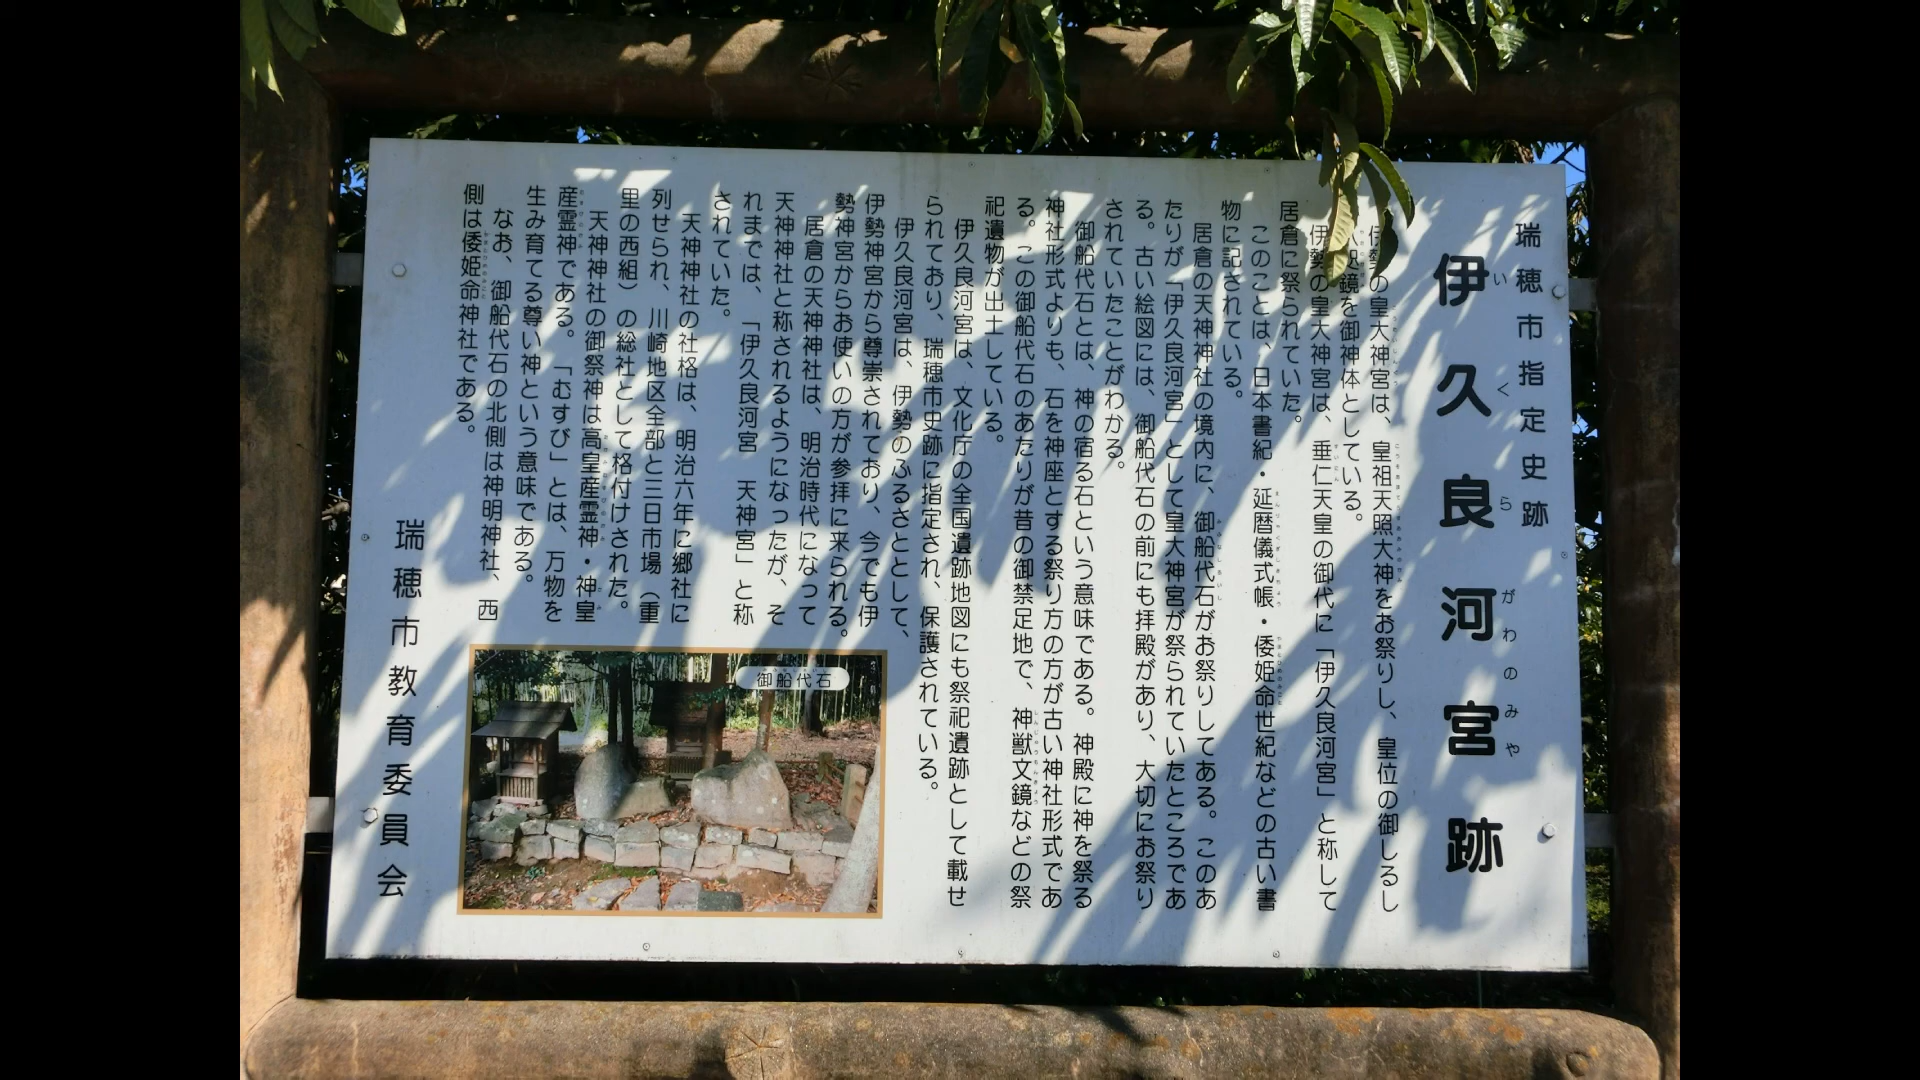 瑞穂市指定史跡
伊久良河宮跡
いくらがわのみや
伊勢の皇大神宮は、皇祖天照大神をお祭りし、皇位の御しるし
八咫鏡を御神体としている。
伊勢の皇大神宮は、垂仁天皇の御代に「伊久良河宮」と称して
居倉に祭られていた。
このことは、日本書紀・延暦儀式帳・倭姫命世紀などの古い書
物に記されている。
居倉の天神神社の境内に、御船代石がお祭りしてある。このあ
たりが「伊久良河宮」として皇大神宮が祭られていたところであ
る。古い絵図には、御船代石の前にも拝殿があり、大切にお祭り
されていたことがわかる。
御船代石とは、神の宿る石という意味である。神殿に神を祭る
神社形式よりも、石を神座とする祭り方の方が古い神社形式であ
る。この御船代石のあたりが昔の御禁足地で、神獣文鏡などの祭
祀遺物が出土している。
伊久良河宮は、文化庁の全国遺跡地図にも祭祀遺跡として載せ
られており、瑞穂市史跡に指定され、保護されている。
伊久良河宮は、伊勢のふるさととして、
伊勢神宮から尊崇されており、今でも伊
勢神宮からお使いの方が参拝に来られる。
居倉の天神神社は、明治時代になって
天神神社と称されるようになったが、そ
れまでは、「伊久良河宮 天神宮」と称
されていた。
天神神社の社格は、明治六年に郷社に
列せられ、川崎地区全部と三日市場（重
里の西組）の総社として格付けされた。
天神神社の御祭神は高皇産霊神・神皇
産霊神である。「むすび」とは、万物を
生み育てる尊い神という意味である。
なお、御船代石の北側は神明神社、西
側は倭姫命神社である。
御船代石
瑞穂市教育委員会